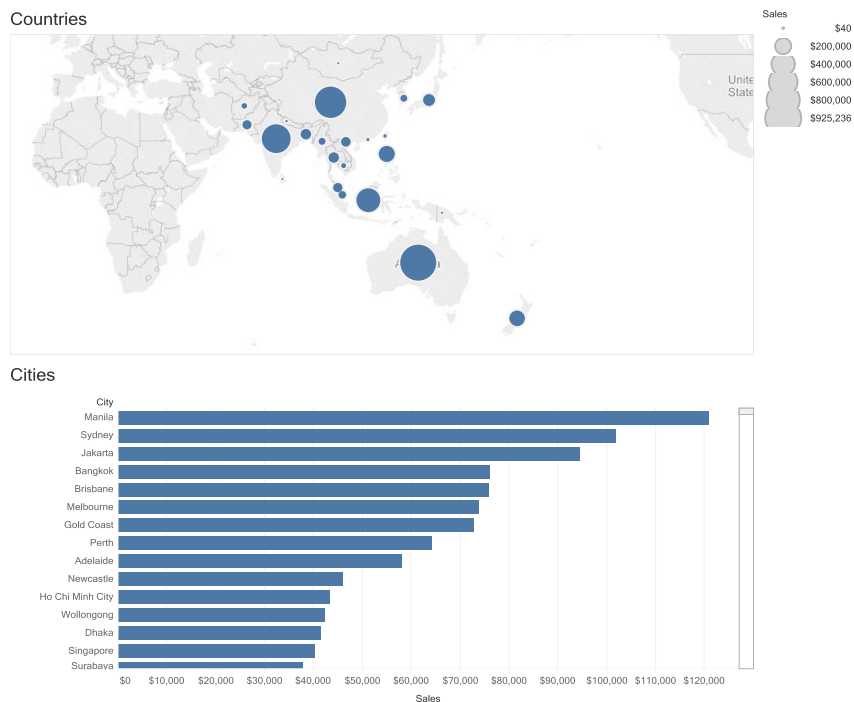 Countries
Sales
$40
$200,000
$400,000
$600,000
$800,000
$925,236
United
State
Cities
City
Manila
Sydney
Jakarta
Bangkok
Brisbane
Melbourne
Gold Coast
Perth
Adelaide
Newcastle
Ho Chi Minh City
Wollongong
Dhaka
Singapore
Surabaya
$0 $10,000 $20,000 $30,000 $40,000 $50,000 $60,000 $70,000 $80,000 $90,000 $100,000 $110,000 $120,000
Sales